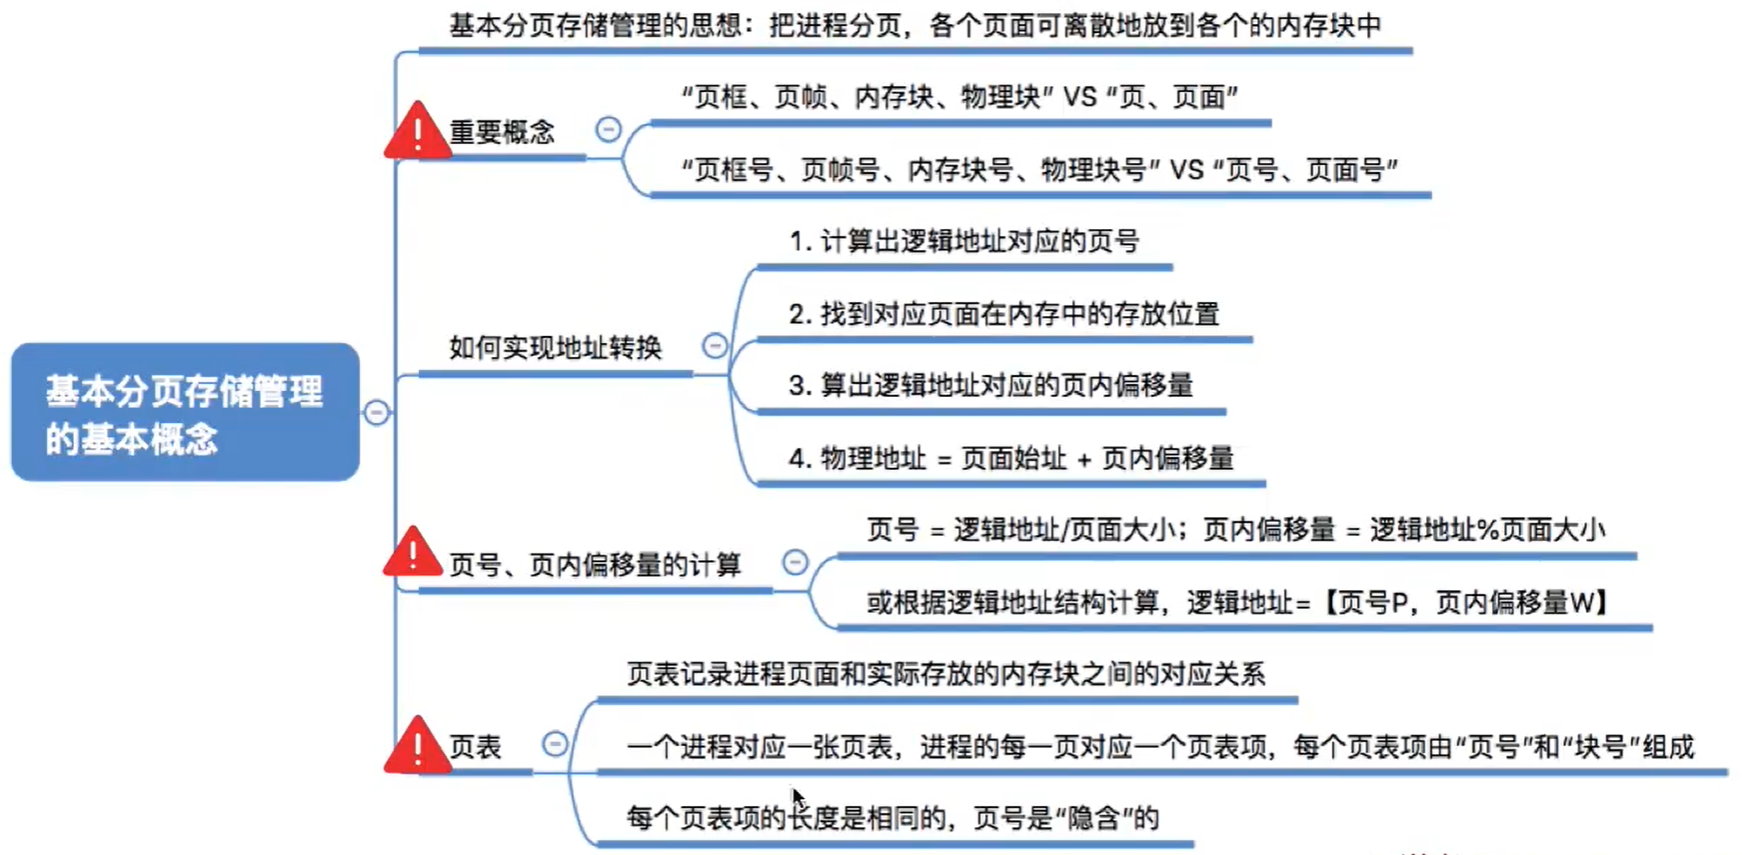 基本分页存储管理的思想：把进程分页，各个页面可离散地放到各个的内存块中
“页框、页帧、内存块、物理块” VS “页、页面”
重要概念
“页框号、页帧号、内存块号、物理块号” VS “页号、页面号”
1. 计算出逻辑地址对应的页号
2. 找到对应页面在内存中的存放位置
如何实现地址转换
3. 算出逻辑地址对应的页内偏移量
4. 物理地址 = 页面始址 + 页内偏移量
基本分页存储管理
的基本概念
页号 = 逻辑地址/页面大小；页内偏移量 = 逻辑地址%页面大小
页号、页内偏移量的计算
或根据逻辑地址结构计算，逻辑地址=【页号P，页内偏移量W】
页表记录进程页面和实际存放的内存块之间的对应关系
页表
一个进程对应一张页表，进程的每一页对应一个页表项，每个页表项由“页号”和“块号”组成
每个页表项的长度是相同的，页号是“隐含”的